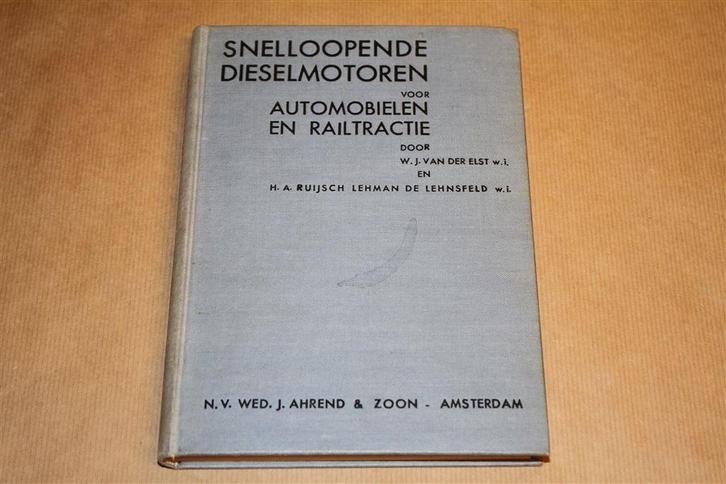 SNELLOOPENDE
DIESELMOTOREN
VOOR
AUTOMOBIELEN
EN RAILTRACTIE
DOOR
W. J. VAN DER ELST w.i.
EN
H. A. RUIJSCH LEHMAN DE LEHNSFELD w.i.
N.V. WED. J. AHREND & ZOON - AMSTERDAM